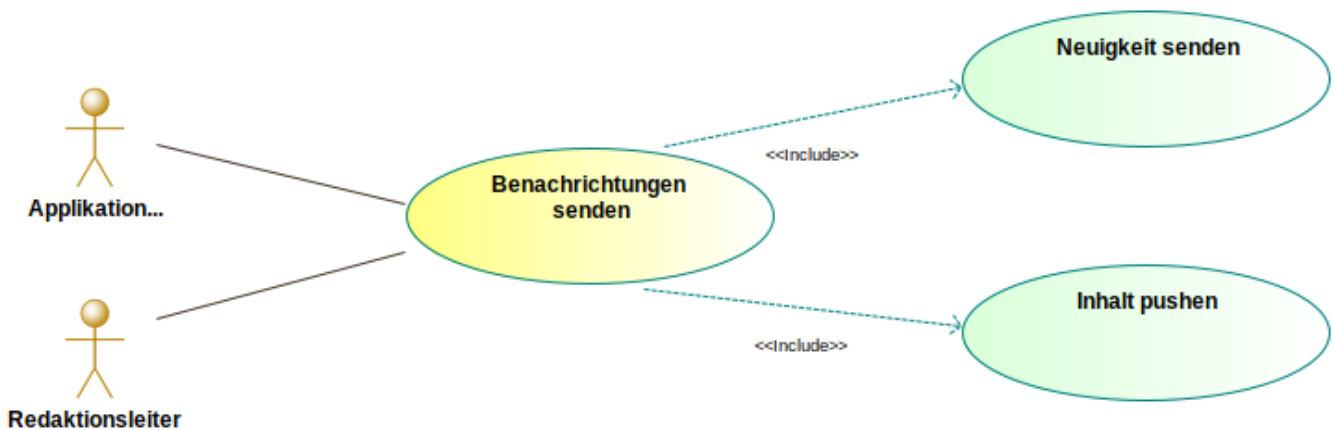 Neuigkeit senden
<<Include>>
Benachrichtungen
senden
Applikation...
Inhalt pushen
<<Include>>
Redaktionsleiter